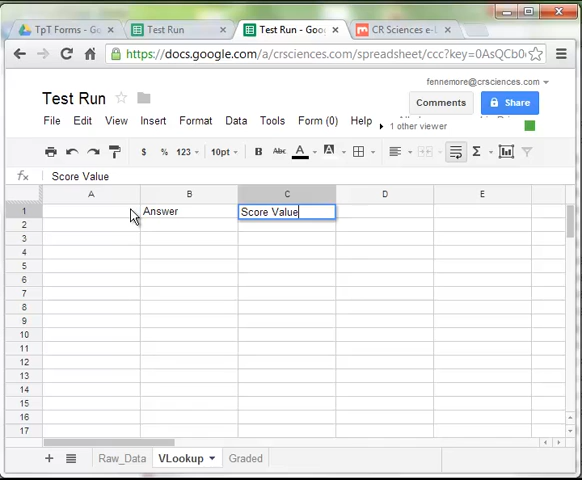 TpT Forms - Goo
Test Run
Test Run - Goo
CR Sciences e-L
https://docs.google.com/a/crsciences.com/spreadsheet/ccc?key=0AsQCb0
fennemore@crsciences.com
Test Run
Comments
Share
File Edit View Insert Format Data Tools Form (0) Help
1 other viewer
$ % 123 10pt B Abc A Σ
fx Score Value
A B C D E
1 Answer Score Value
2
3
4
5
6
7
8
9
10
11
12
13
14
15
16
17
+ Raw_Data VLookup Graded